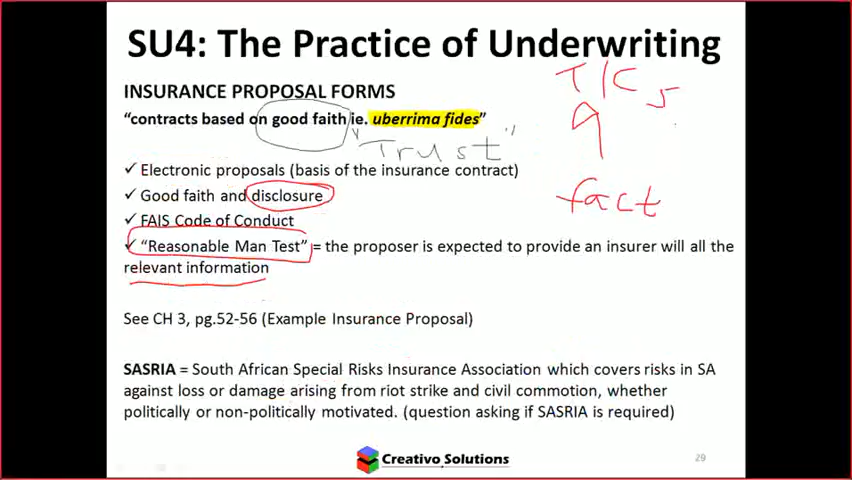 SU4: The Practice of Underwriting
INSURANCE PROPOSAL FORMS
“contracts based on good faith ie. uberrima fides”
"Trust"
T/C
✓ Electronic proposals (basis of the insurance contract)
✓ Good faith and disclosure
fact
✓ FAIS Code of Conduct
✓ “Reasonable Man Test” = the proposer is expected to provide an insurer will all the
relevant information
See CH 3, pg.52-56 (Example Insurance Proposal)
SASRIA = South African Special Risks Insurance Association which covers risks in SA
against loss or damage arising from riot strike and civil commotion, whether
politically or non-politically motivated. (question asking if SASRIA is required)
Creativo Solutions
29